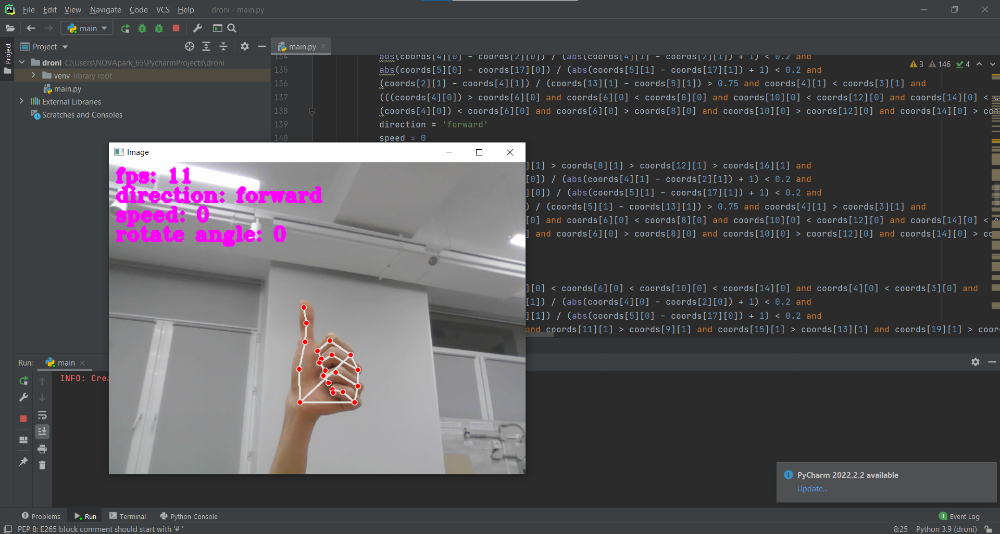 File Edit View Navigate Code VCS Help droni - main.py
main
Project
Project
main.py
droni C:\Users\NOVApark_65\PycharmProjects\droni
venv library root
main.py
External Libraries
Scratches and Consoles
3 146 4
134 abs(coords[4][0] - coords[2][0]) / (abs(coords[4][1] - coords[2][1]) + 1) < 0.2 and
135 abs(coords[5][0] - coords[17][0]) / (abs(coords[5][1] - coords[17][1]) + 1) < 0.2 and
136 (coords[2][1] - coords[4][1]) / (coords[13][1] - coords[5][1]) > 0.75 and coords[4][1] < coords[3][1] and
137 (((coords[4][0]) > coords[6][0] and coords[6][0] < coords[8][0] and coords[10][0] < coords[12][0] and coords[14][0] <
138 (coords[4][0]) < coords[6][0] and coords[6][0] > coords[8][0] and coords[10][0] > coords[12][0] and coords[14][0] >
139 direction = 'forward'
140 speed = 0
][1] > coords[8][1] > coords[12][1] > coords[16][1] and
[0]) / (abs(coords[4][1] - coords[2][1]) + 1) < 0.2 and
][0]) / (abs(coords[5][1] - coords[17][1]) + 1) < 0.2 and
) / (coords[5][1] - coords[13][1]) > 0.75 and coords[4][1] > coords[3][1] and
[0] and coords[6][0] < coords[8][0] and coords[10][0] < coords[12][0] and coords[14][0] <
] and coords[6][0] > coords[8][0] and coords[10][0] > coords[12][0] and coords[14][0] > co
][0] < coords[6][0] < coords[10][0] < coords[14][0] and coords[4][0] < coords[3][0] and
[1]) / (abs(coords[4][0] - coords[2][0]) + 1) < 0.2 and
][1]) / (abs(coords[5][0] - coords[17][0]) + 1) < 0.2 and
and coords[11][1] > coords[9][1] and coords[15][1] > coords[13][1] and coords[19][1] > coor
Image
fps: 11
direction: forward
speed: 0
rotate angle: 0
Run: main
INFO: Crea
PyCharm 2022.2.2 available
Update...
Problems Run Terminal Python Console
1 Event Log
PEP 8: E265 block comment should start with '# '
8:25 Python 3.9 (droni)